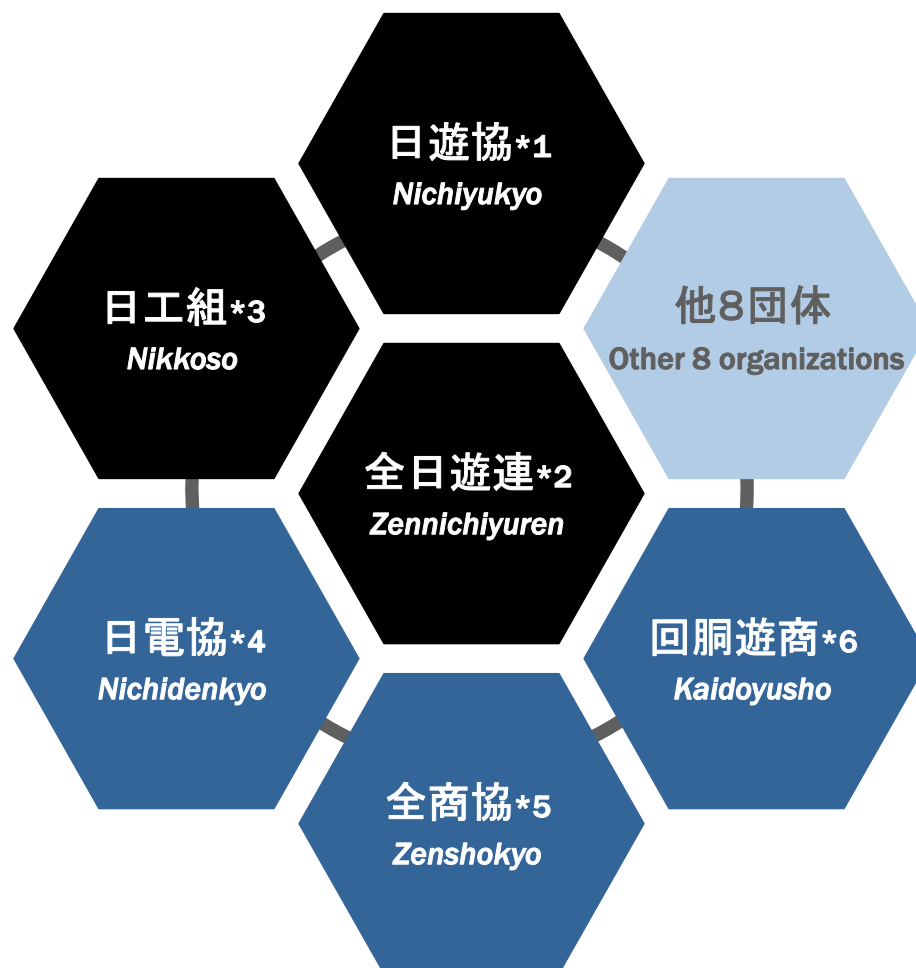 日遊協*1
Nichiyukyo
日工組*3
Nikkoso
他8団体
Other 8 organizations
全日遊連*2
Zennichiyuren
日電協*4
Nichidenkyo
回胴遊商*6
Kaidoyusho
全商協*5
Zenshokyo